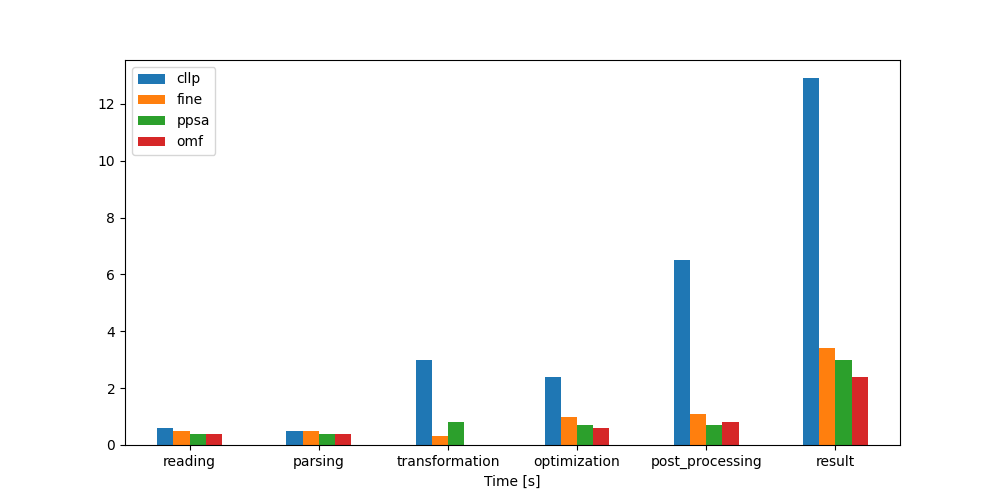 cllp
fine
ppsa
omf
12
10
8
6
4
2
0
reading parsing transformation optimization post_processing result
Time [s]